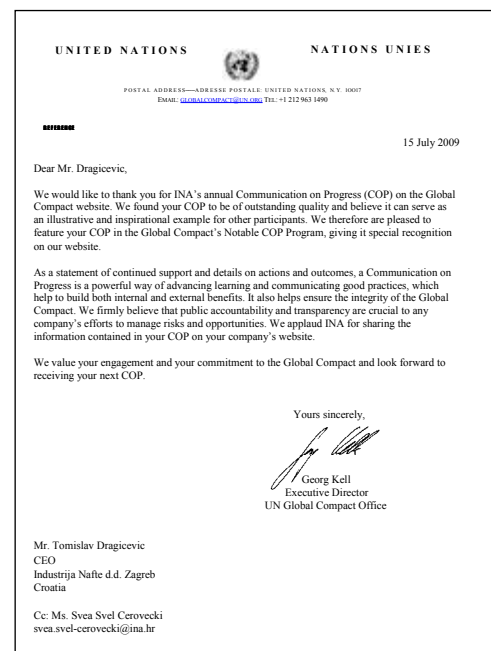 UNITED NATIONS NATIONS UNIES
POSTAL ADDRESS—ADRESSE POSTALE: UNITED NATIONS, N.Y. 10017
EMAIL: GLOBALCOMPACT@UN.ORG TEL: +1 212 963 1490
REFERENCE
15 July 2009
Dear Mr. Dragicevic,
We would like to thank you for INA's annual Communication on Progress (COP) on the Global
Compact website. We found your COP to be of outstanding quality and believe it can serve as
an illustrative and inspirational example for other participants. We therefore are pleased to
feature your COP in the Global Compact's Notable COP Program, giving it special recognition
on our website.
As a statement of continued support and details on actions and outcomes, a Communication on
Progress is a powerful way of advancing learning and communicating good practices, which
help to build both internal and external benefits. It also helps ensure the integrity of the Global
Compact. We firmly believe that public accountability and transparency are crucial to any
company's efforts to manage risks and opportunities. We applaud INA for sharing the
information contained in your COP on your company's website.
We value your engagement and your commitment to the Global Compact and look forward to
receiving your next COP.
Yours sincerely,
Georg Kell
Executive Director
UN Global Compact Office
Mr. Tomislav Dragicevic
CEO
Industrija Nafte d.d. Zagreb
Croatia
Cc: Ms. Svea Svel Cerovecki
svea.svel-cerovecki@ina.hr